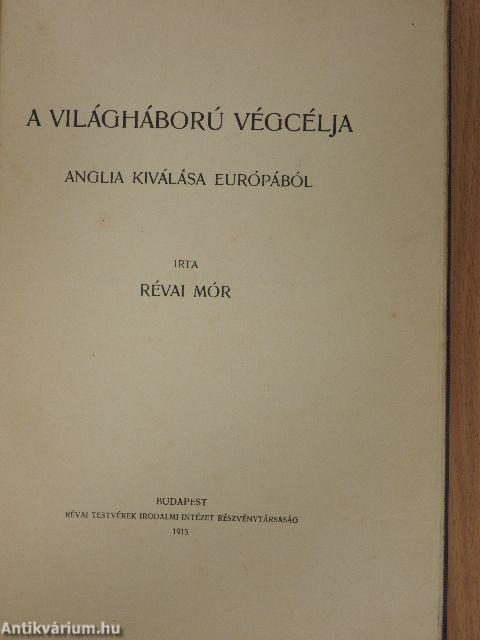 A VILÁGHÁBORÚ VÉGCÉLJA
ANGLIA KIVÁLÁSA EURÓPÁBÓL
IRTA
RÉVAI MÓR
BUDAPEST
RÉVAI TESTVÉREK IRODALMI INTÉZET RÉSZVÉNYTÁRSASÁG
1915
Antikvárium.hu